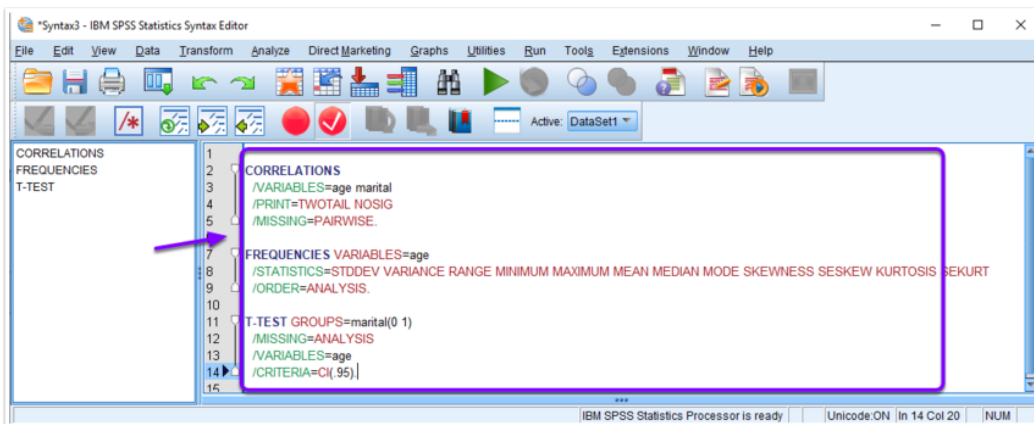 *Syntax3 - IBM SPSS Statistics Syntax Editor
File Edit View Data Transform Analyze Direct Marketing Graphs Utilities Run Tools Extensions Window Help
Active: DataSet1
CORRELATIONS
FREQUENCIES
T-TEST
1
2 CORRELATIONS
3 /VARIABLES=age marital
4 /PRINT=TWOTAIL NOSIG
5 /MISSING=PAIRWISE.
6
7 FREQUENCIES VARIABLES=age
8 /STATISTICS=STDDEV VARIANCE RANGE MINIMUM MAXIMUM MEAN MEDIAN MODE SKEWNESS SESKEW KURTOSIS SEKURT
9 /ORDER=ANALYSIS.
10
11 T-TEST GROUPS=marital(0 1)
12 /MISSING=ANALYSIS
13 /VARIABLES=age
14 /CRITERIA=CI(.95).
15
IBM SPSS Statistics Processor is ready Unicode:ON In 14 Col 20 NUM